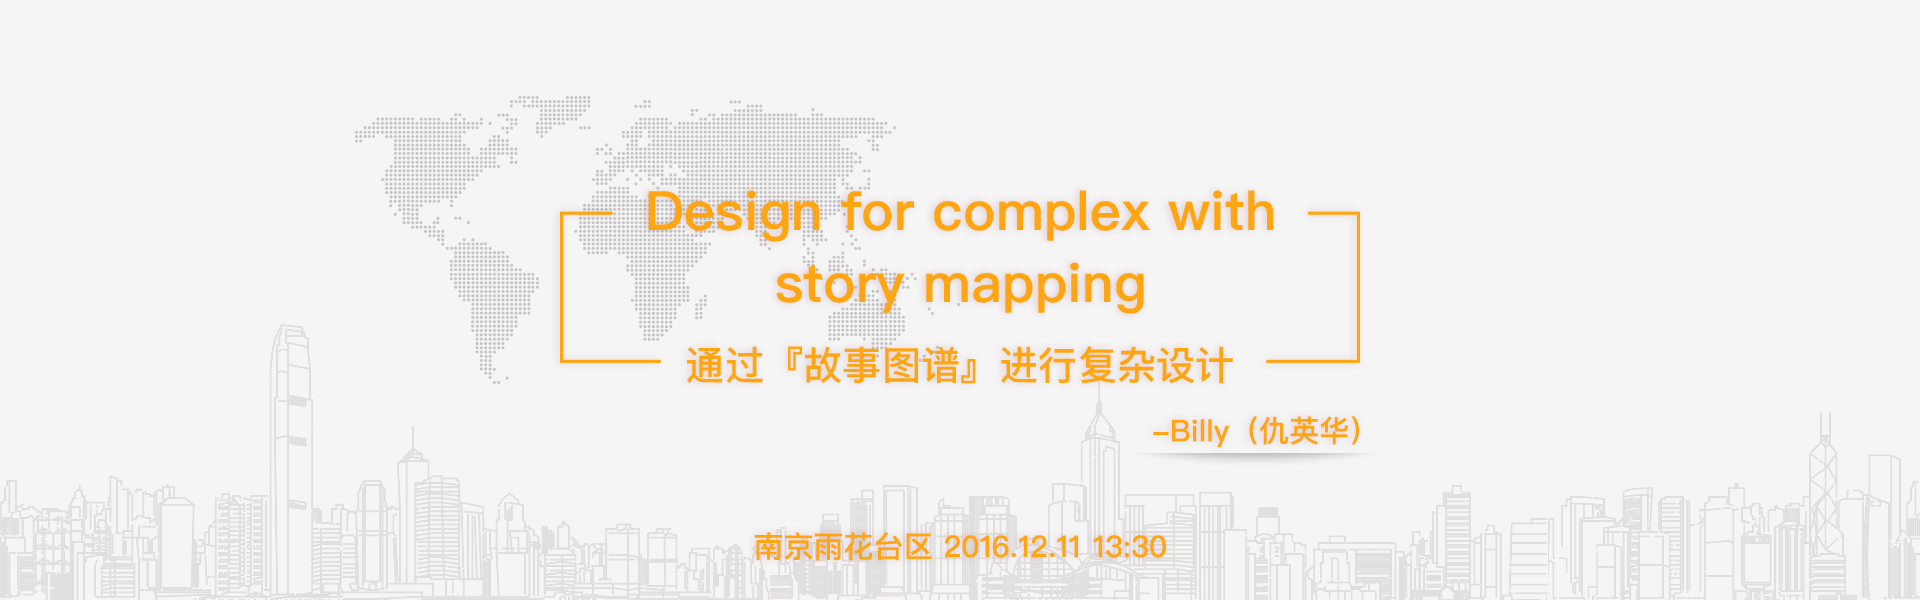 Design for complex with
story mapping
通过『故事图谱』进行复杂设计
-Billy（仇英华）
南京雨花台区 2016.12.11 13:30